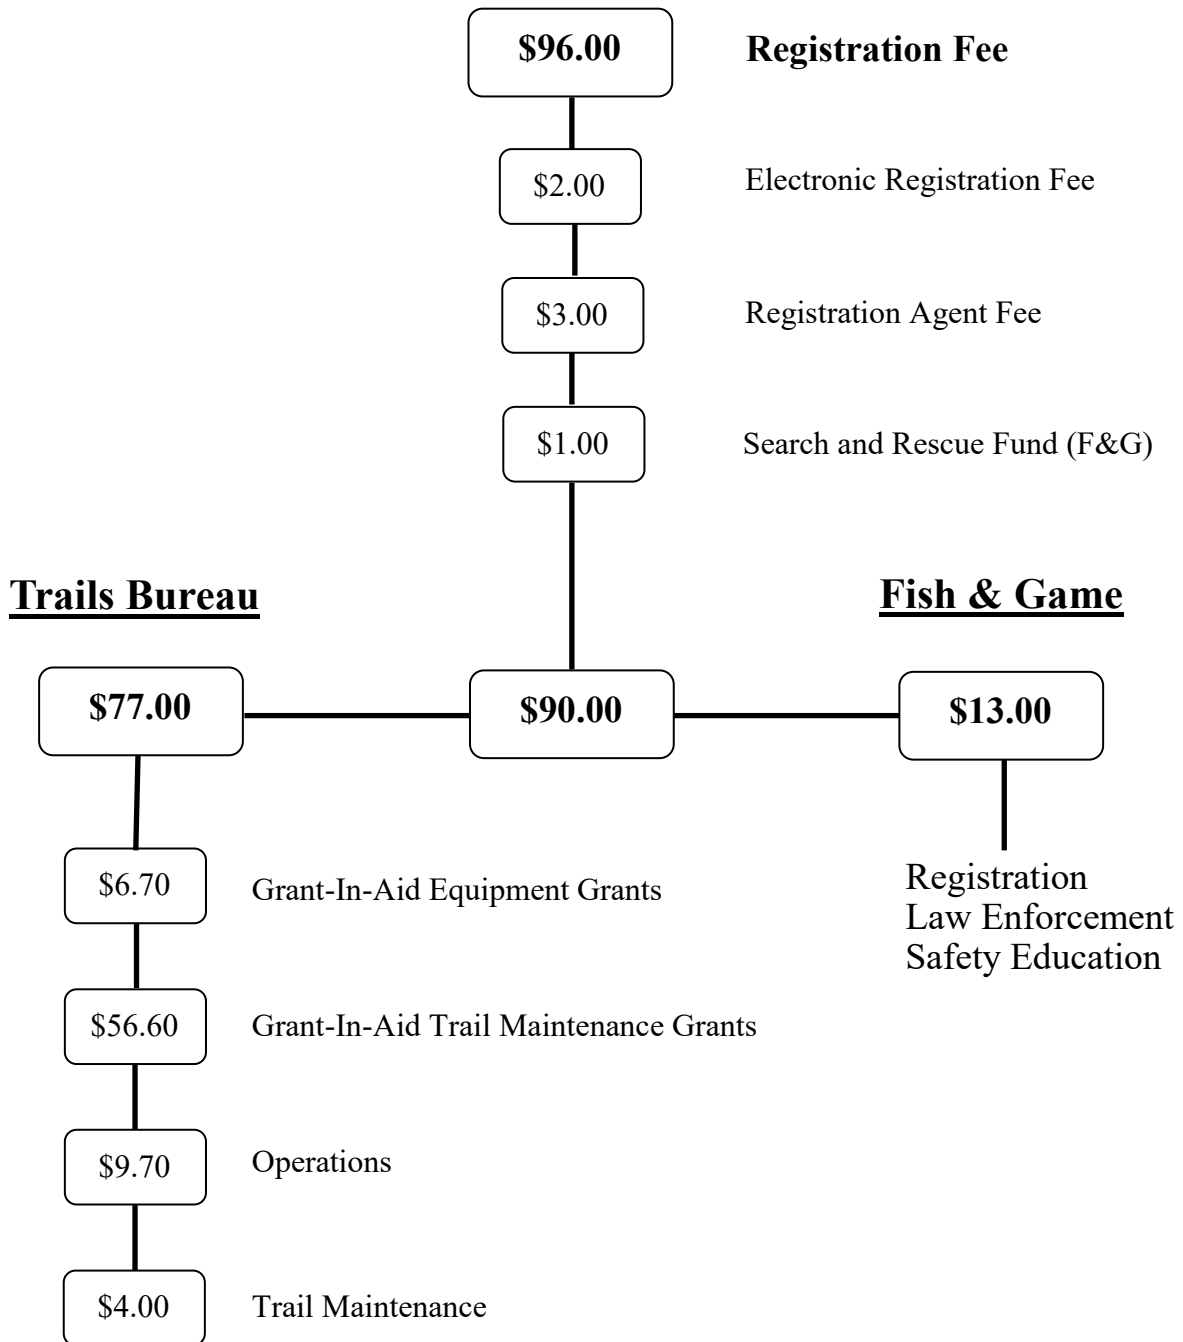 $96.00 Registration Fee
$2.00 Electronic Registration Fee
$3.00 Registration Agent Fee
$1.00 Search and Rescue Fund (F&G)
Trails Bureau
Fish & Game
$77.00
$90.00
$13.00
$6.70 Grant-In-Aid Equipment Grants
$56.60 Grant-In-Aid Trail Maintenance Grants
$9.70 Operations
$4.00 Trail Maintenance
Registration
Law Enforcement
Safety Education